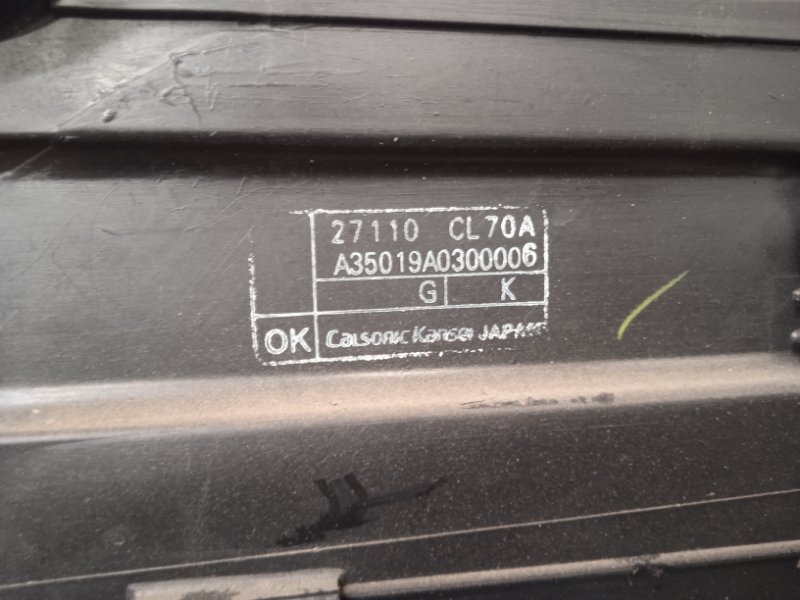 27110 CL70A
A35019A0300006
G K
OK Calsonic Kansei JAPAN